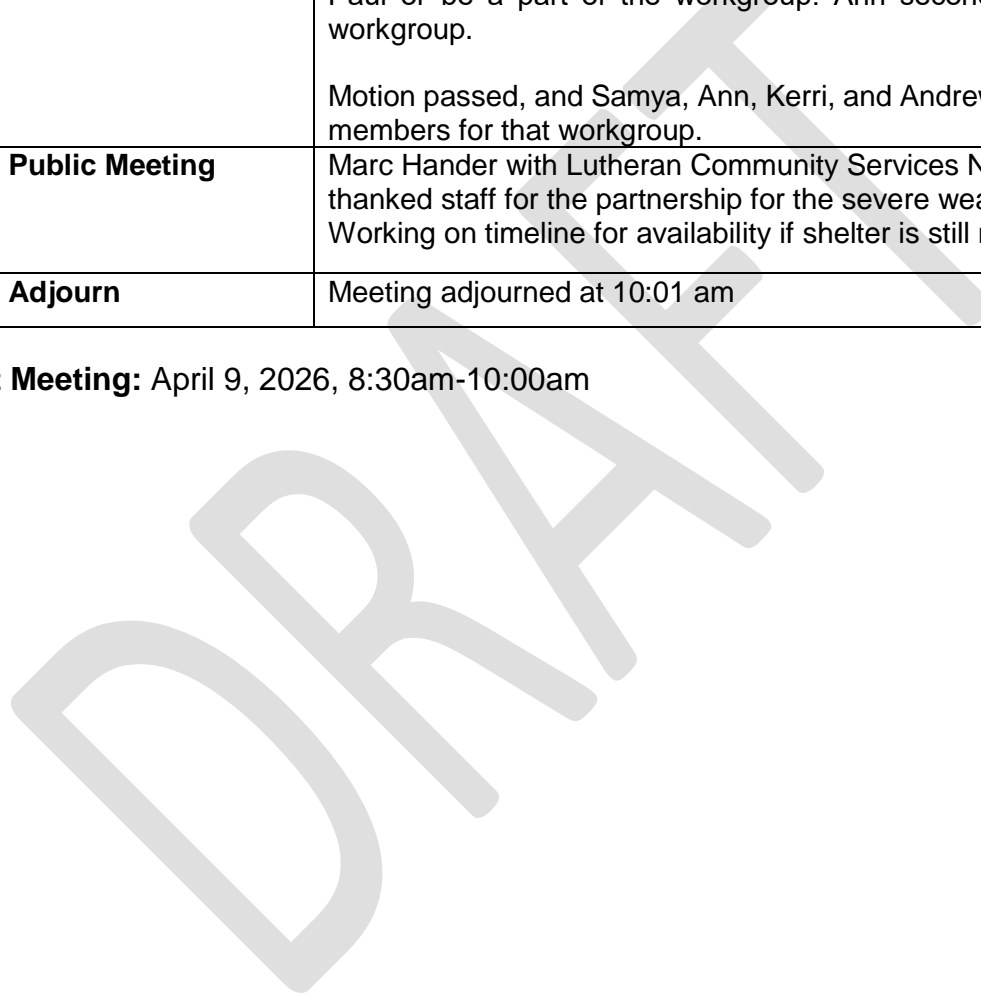 Paul or be a part of the workgroup. Ann
workgroup.
Motion passed, and Samya, Ann, Kerri, and
members for that workgroup.
Public Meeting
Marc Hander with Lutheran Community Services
thanked staff for the partnership for the severe
Working on timeline for availability if shelter is still
Adjourn
Meeting adjourned at 10:01 am
Meeting: April 9, 2026, 8:30am-10:00am
DRAFT